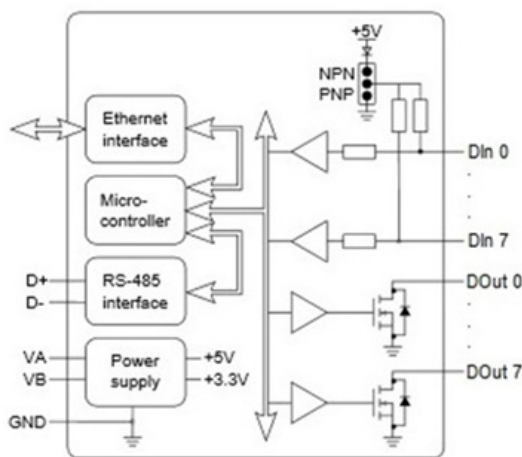 +5V
NPN
PNP
Ethernet
interface
Micro-
controller
RS-485
interface
D+
D-
Power
supply
VA
VB
+5V
+3.3V
GND
DIn 0
DIn 7
DOut 0
DOut 7